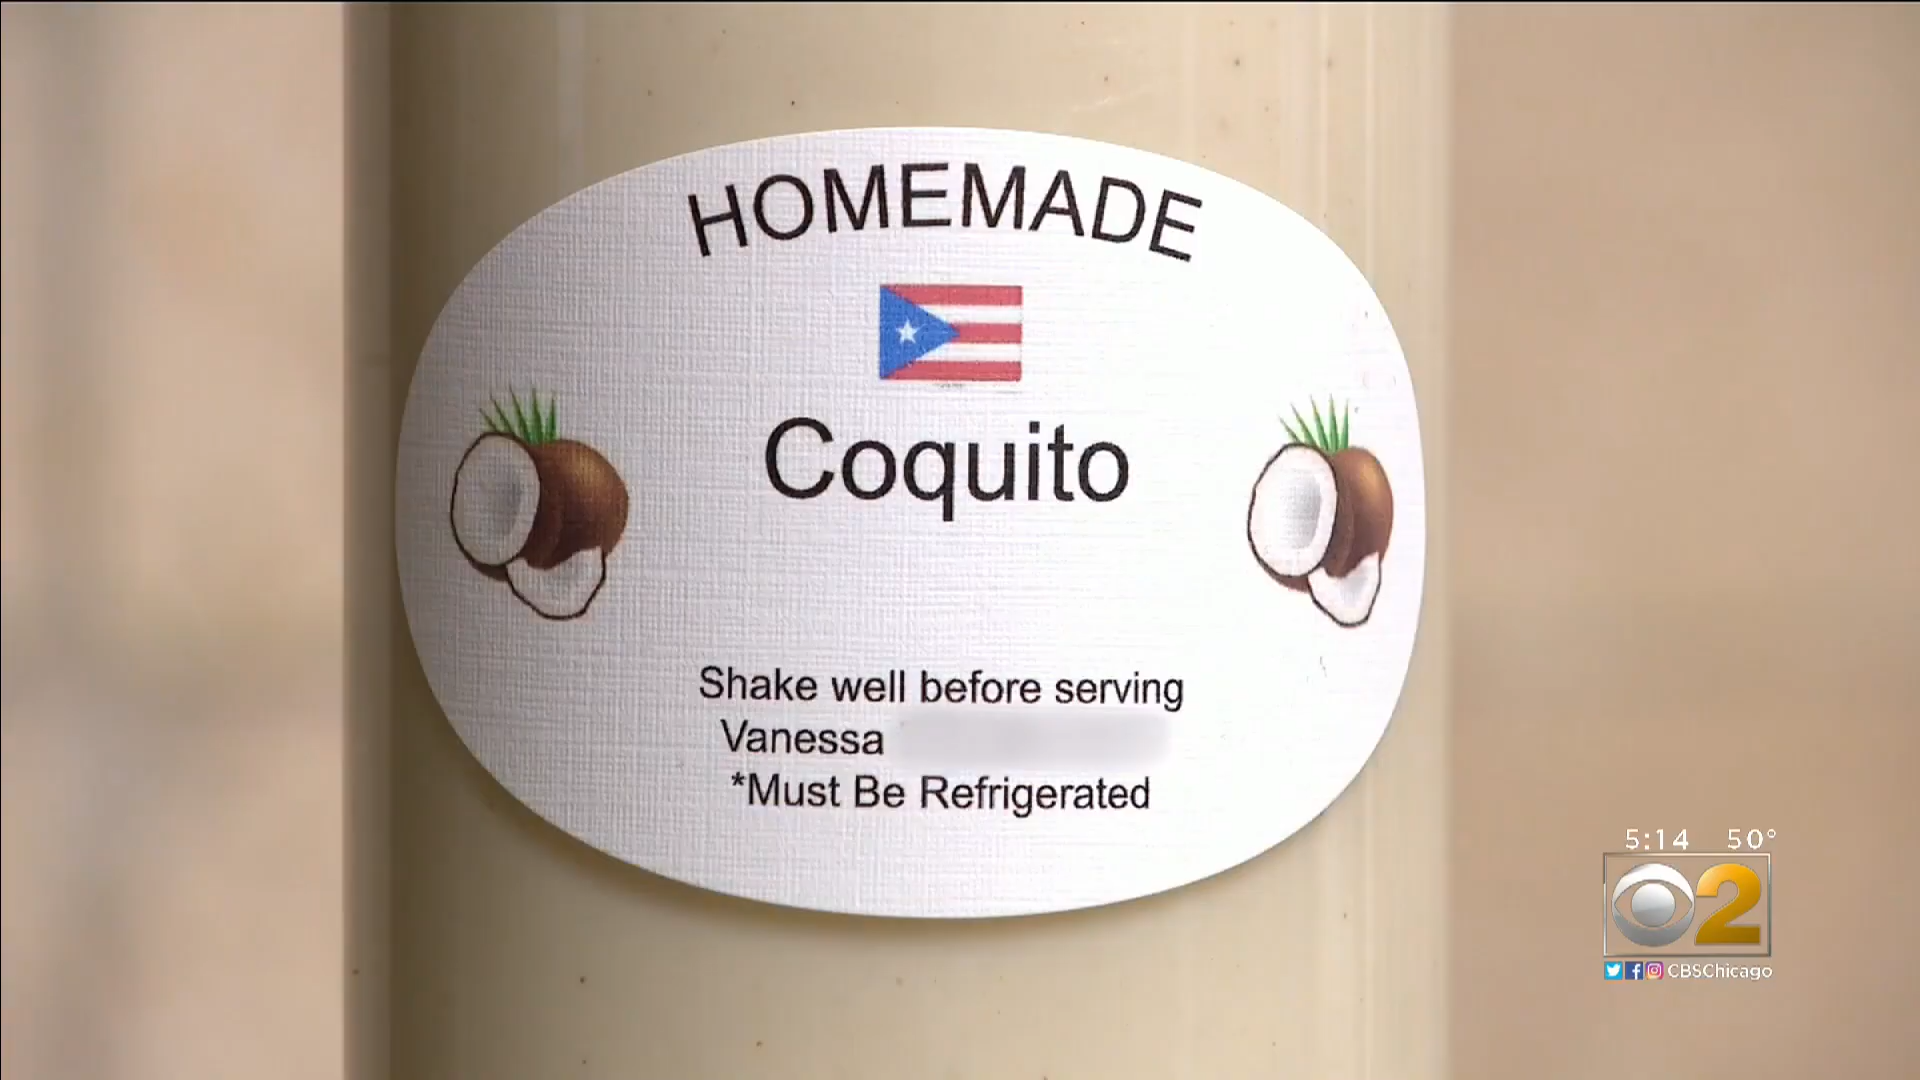 HOMEMADE
Coquito
Shake well before serving
Vanessa
*Must Be Refrigerated
5:14 50°
2
CBSChicago